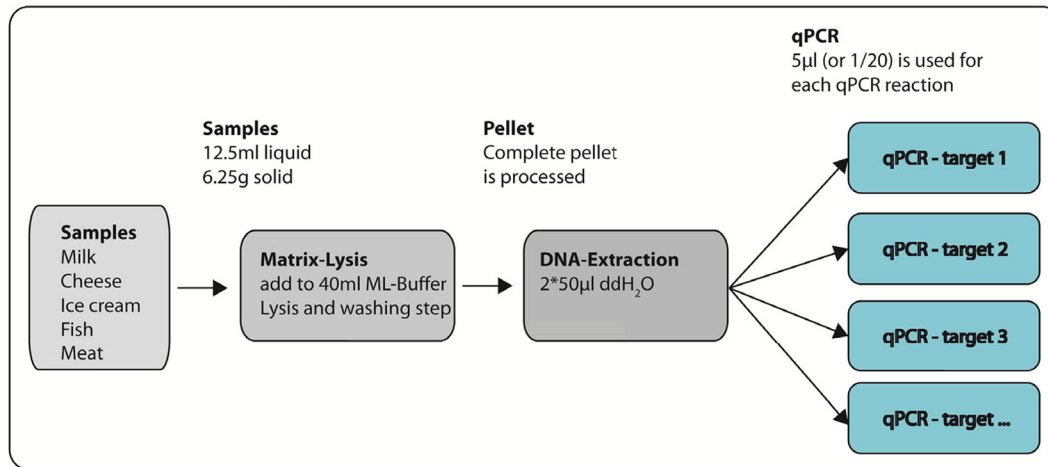 qPCR
5µl (or 1/20) is used for
each qPCR reaction
Samples
12.5ml liquid
6.25g solid
Pellet
Complete pellet
is processed
Samples
Milk
Cheese
Ice cream
Fish
Meat
Matrix-Lysis
add to 40ml ML-Buffer
Lysis and washing step
DNA-Extraction
2*50µl ddH₂O
qPCR - target 1
qPCR - target 2
qPCR - target 3
qPCR - target ...